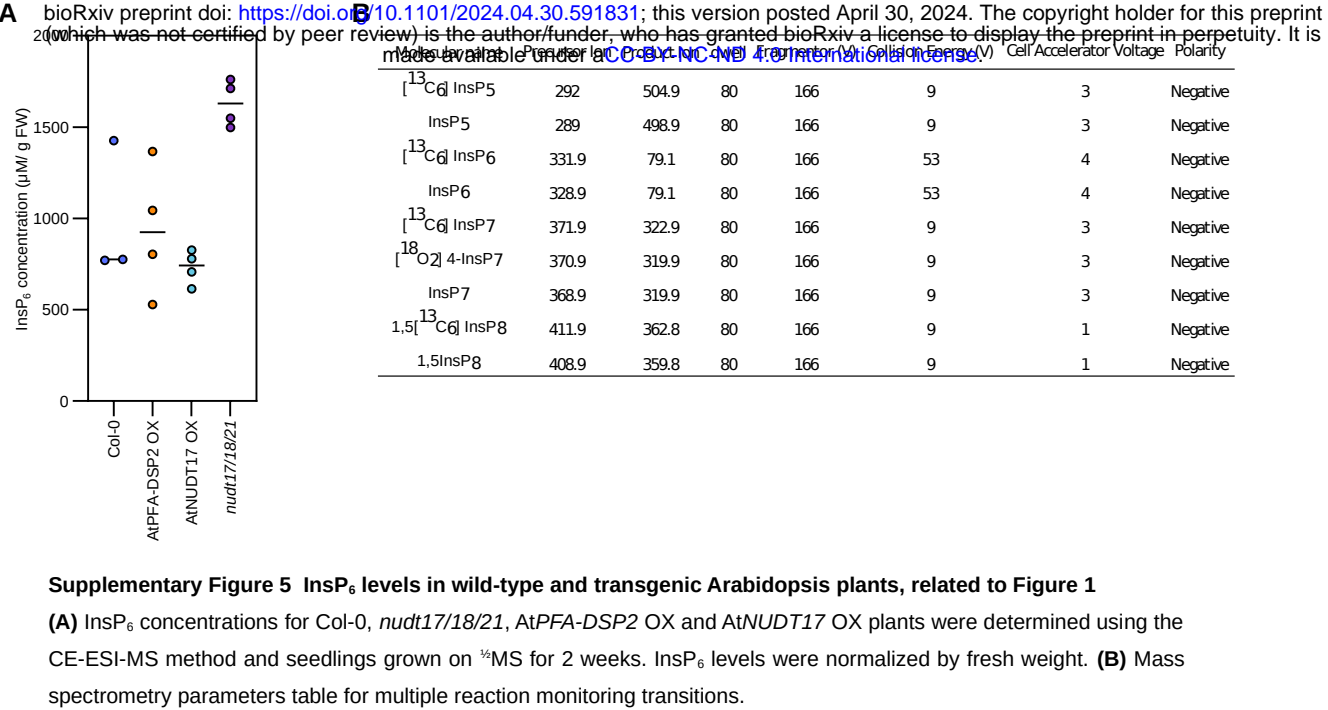 A
bioRxiv preprint doi: https://doi.org/10.1101/2024.04.30.591831; this version posted April 30, 2024. The copyright holder for this preprint
B
(which was not certified by peer review) is the author/funder, who has granted bioRxiv a license to display the preprint in perpetuity. It is
made available under aCC-BY-NC-ND 4.0 International license.
InsP6 concentration (μM/ g FW)
2000
1500
1000
500
0
Col-0
AtPFA-DSP2 OX
AtNUDT17 OX
nudt17/18/21
Molecular name Precursor Ion Product Ion Dwell Fragmentor (V) Collision Energy (V) Cell Accelerator Voltage Polarity
[13C6] InsP5 292 504.9 80 166 9 3 Negative
InsP5 289 498.9 80 166 9 3 Negative
[13C6] InsP6 331.9 79.1 80 166 53 4 Negative
InsP6 328.9 79.1 80 166 53 4 Negative
[13C6] InsP7 371.9 322.9 80 166 9 3 Negative
[18O2] 4-InsP7 370.9 319.9 80 166 9 3 Negative
InsP7 368.9 319.9 80 166 9 3 Negative
1,5[13C6] InsP8 411.9 362.8 80 166 9 1 Negative
1,5InsP8 408.9 359.8 80 166 9 1 Negative
Supplementary Figure 5 InsP6 levels in wild-type and transgenic Arabidopsis plants, related to Figure 1
(A) InsP6 concentrations for Col-0, nudt17/18/21, AtPFA-DSP2 OX and AtNUDT17 OX plants were determined using the
CE-ESI-MS method and seedlings grown on ½MS for 2 weeks. InsP6 levels were normalized by fresh weight. (B) Mass
spectrometry parameters table for multiple reaction monitoring transitions.